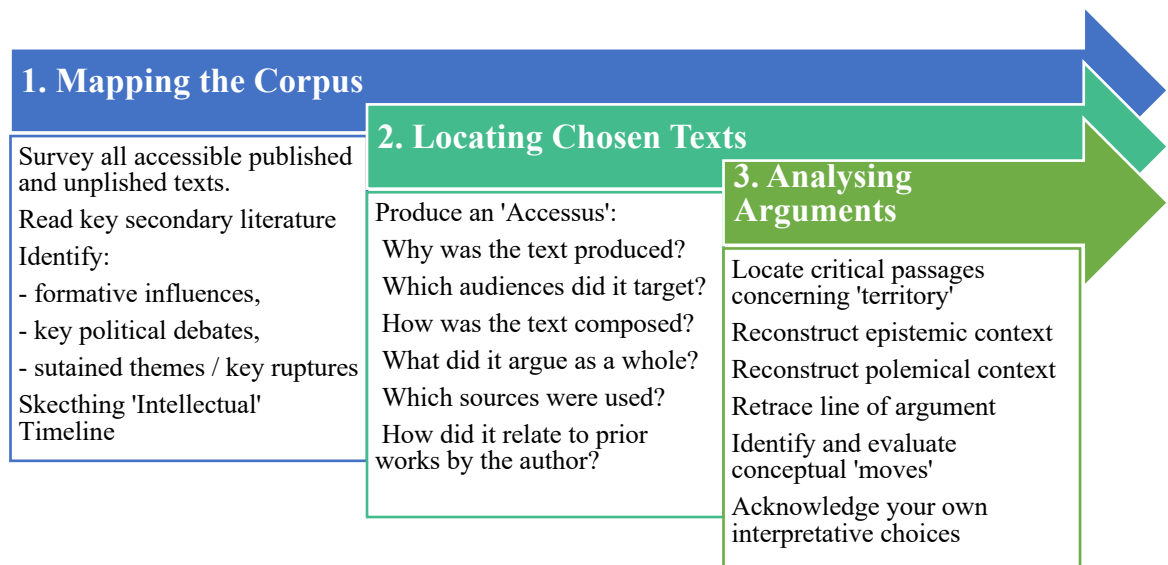 1. Mapping the Corpus
Survey all accessible published
and unplished texts.
Read key secondary literature
Identify:
- formative influences,
- key political debates,
- sutained themes / key ruptures
Skecthing 'Intellectual'
Timeline
2. Locating Chosen Texts
Produce an 'Accessus':
Why was the text produced?
Which audiences did it target?
How was the text composed?
What did it argue as a whole?
Which sources were used?
How did it relate to prior
works by the author?
3. Analysing
Arguments
Locate critical passages
concerning 'territory'
Reconstruct epistemic context
Reconstruct polemical context
Retrace line of argument
Identify and evaluate
conceptual 'moves'
Acknowledge your own
interpretative choices